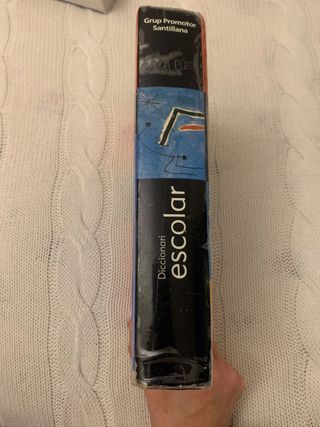 Grup Promotor
Santillana
Diccionari
escolar